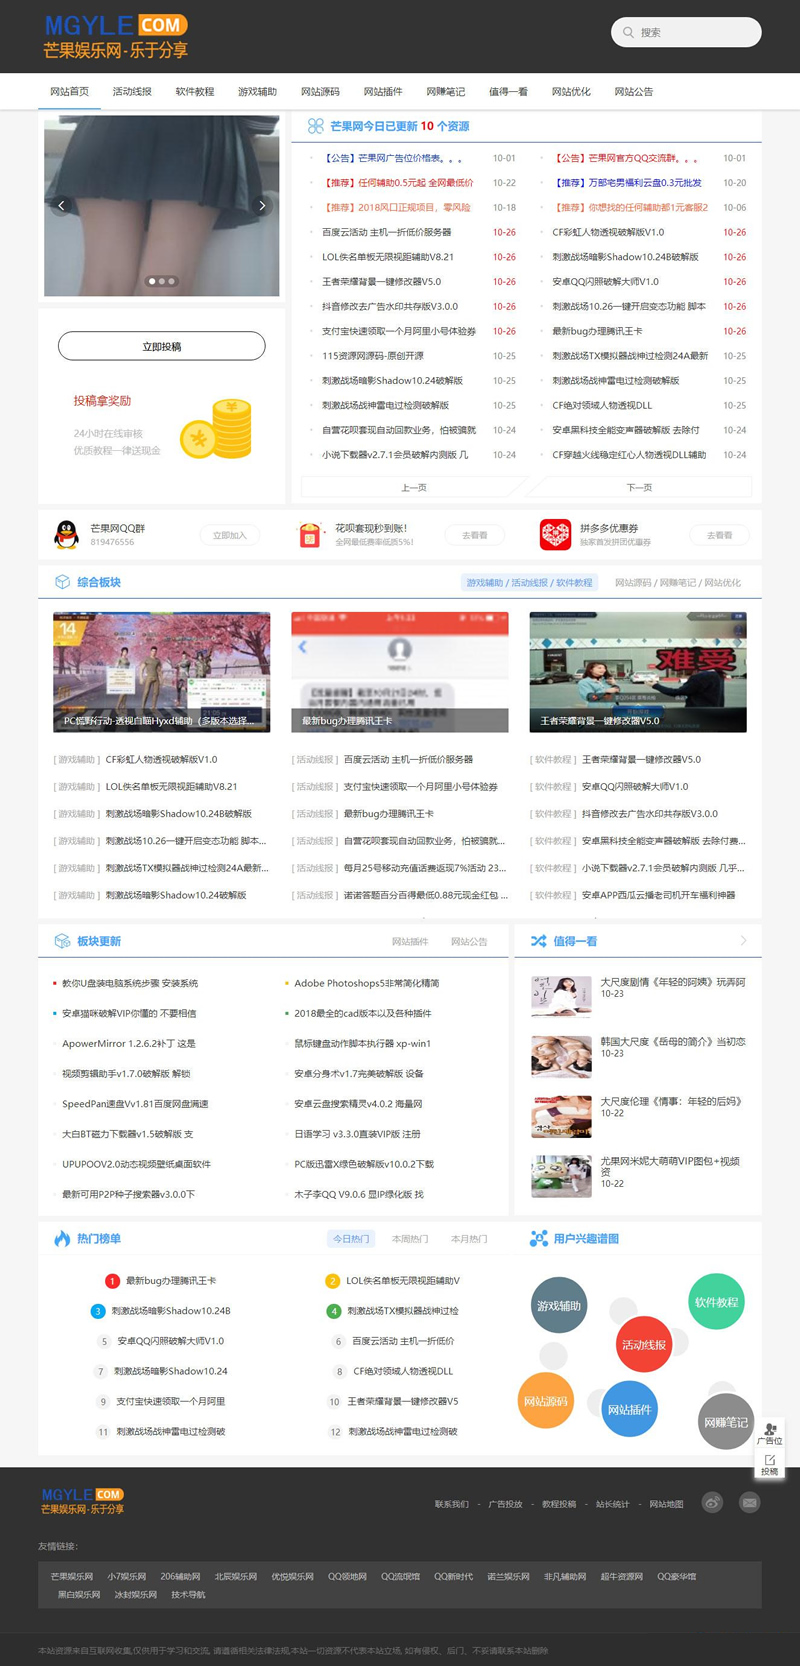 MGYLE COM
芒果娱乐网-乐于分享
搜索
网站首页 活动线报 软件教程 游戏辅助 网站源码 网站插件 网赚笔记 值得一看 网站优化 网站公告
芒果网今日已更新 10 个资源
【公告】芒果网广告位价格表。。。 10-01
【公告】芒果网官方QQ交流群。。。 10-01
【推荐】任何辅助0.5元起 全网最低价 10-22
【推荐】万部宅男福利云盘0.3元批发 10-20
【推荐】2018风口正规项目，零风险 10-18
【推荐】你想找的任何辅助都1元客服2 10-06
百度云活动 主机一折低价服务器 10-26
CF彩虹人物透视破解版V1.0 10-26
LOL佚名单板无限视距辅助V8.21 10-26
刺激战场暗影Shadow10.24B破解版 10-26
王者荣耀背景一键修改器V5.0 10-26
安卓QQ闪照破解大师V1.0 10-26
抖音修改去广告水印共存版V3.0.0 10-26
刺激战场10.26一键开启变态功能 脚本 10-26
支付宝快速领取一个月阿里小号体验券 10-26
最新bug办理腾讯王卡 10-26
115资源网源码-原创开源 10-25
刺激战场TX模拟器战神过检测24A最新 10-25
刺激战场暗影Shadow10.24破解版 10-25
刺激战场战神雷电过检测破解版 10-25
刺激战场战神雷电过检测破解版 10-25
CF绝对领域人物透视DLL 10-25
自营花呗套现自动回款业务，怕被骗就 10-24
安卓黑科技全能变声器破解版 去除付 10-24
小说下载器v2.7.1会员破解内测版 几 10-24
CF穿越火线稳定红心人物透视DLL辅助 10-24
上一页
下一页
立即投稿
投稿拿奖励
24小时在线审核
优质教程一律送现金
芒果网QQ群
819476556
立即加入
花呗套现秒到账！
全网最低费率低质5%！
去看看
拼多多优惠券
独家首发拼团优惠券
去看看
综合板块
游戏辅助 / 活动线报 / 软件教程
网站源码 / 网赚笔记 / 网站优化
14
PC慌野行动-透视自瞄Hyxd辅助（多版本选择...
最新bug办理腾讯王卡
难受
王者荣耀背景一键修改器V5.0
[ 游戏辅助 ] CF彩虹人物透视破解版V1.0
[ 活动线报 ] 百度云活动 主机一折低价服务器
[ 软件教程 ] 王者荣耀背景一键修改器V5.0
[ 游戏辅助 ] LOL佚名单板无限视距辅助V8.21
[ 活动线报 ] 支付宝快速领取一个月阿里小号体验券
[ 软件教程 ] 安卓QQ闪照破解大师V1.0
[ 游戏辅助 ] 刺激战场暗影Shadow10.24B破解版
[ 活动线报 ] 最新bug办理腾讯王卡
[ 软件教程 ] 抖音修改去广告水印共存版V3.0.0
[ 游戏辅助 ] 刺激战场10.26一键开启变态功能 脚本...
[ 活动线报 ] 自营花呗套现自动回款业务，怕被骗就...
[ 软件教程 ] 安卓黑科技全能变声器破解版 去除付费...
[ 游戏辅助 ] 刺激战场TX模拟器战神过检测24A最新...
[ 活动线报 ] 每月25号移动充值话费返现7%活动 23...
[ 软件教程 ] 小说下载器v2.7.1会员破解内测版 几乎...
[ 游戏辅助 ] 刺激战场暗影Shadow10.24破解版
[ 活动线报 ] 诺诺答题百分百得最低0.88元现金红包 ...
[ 软件教程 ] 安卓APP西瓜云播老司机开车福利神器
板块更新
网站插件 网站公告
教你U盘装电脑系统步骤 安装系统
Adobe Photoshops5非常简化精简
安卓猫咪破解VIP你懂的 不要相信
2018最全的cad版本以及各种插件
ApowerMirror 1.2.6.2补丁 这是
鼠标键盘动作脚本执行器 xp-win1
视频剪辑助手v1.7.0破解版 解锁
安卓分身术v1.7完美破解版 设备
SpeedPan速盘Vv1.81百度网盘满速
安卓云盘搜索精灵v4.0.2 海量网
大白BT磁力下载器v1.5破解版 支
日语学习 v3.3.0直装VIP版 注册
UPUPOOV2.0动态视频壁纸桌面软件
PC版迅雷X绿色破解版v10.0.2下载
最新可用P2P种子搜索器v3.0.0下
木子李QQ V9.0.6 显IP绿化版 找
值得一看
大尺度剧情《年轻的阿姨》玩弄阿
10-23
韩国大尺度《岳母的简介》当初恋
10-23
大尺度伦理《情事：年轻的后妈》
10-22
尤果网米妮大萌萌VIP图包+视频
资
10-22
热门榜单
今日热门 本周热门 本月热门
1 最新bug办理腾讯王卡
2 LOL佚名单板无限视距辅助V
3 刺激战场暗影Shadow10.24B
4 刺激战场TX模拟器战神过检
5 安卓QQ闪照破解大师V1.0
6 百度云活动 主机一折低价
7 刺激战场暗影Shadow10.24
8 CF绝对领域人物透视DLL
9 支付宝快速领取一个月阿里
10 王者荣耀背景一键修改器V5
11 刺激战场战神雷电过检测破
12 刺激战场战神雷电过检测破
用户兴趣谱图
游戏辅助
软件教程
活动线报
网站源码
网站插件
网赚笔记
广告位
投稿
MGYLE COM
芒果娱乐网-乐于分享
联系我们 - 广告投放 - 教程投稿 - 站长统计 - 网站地图
友情链接：
芒果娱乐网 小7娱乐网 206辅助网 北辰娱乐网 优悦娱乐网 QQ领地网 QQ流氓馆 QQ新时代 诺兰娱乐网 非凡辅助网 超牛资源网 QQ豪华馆
黑白娱乐网 冰封娱乐网 技术导航
本站资源来自互联网收集,仅供用于学习和交流, 请遵循相关法律法规,本站一切资源不代表本站立场, 如有侵权、后门、不妥请联系本站删除